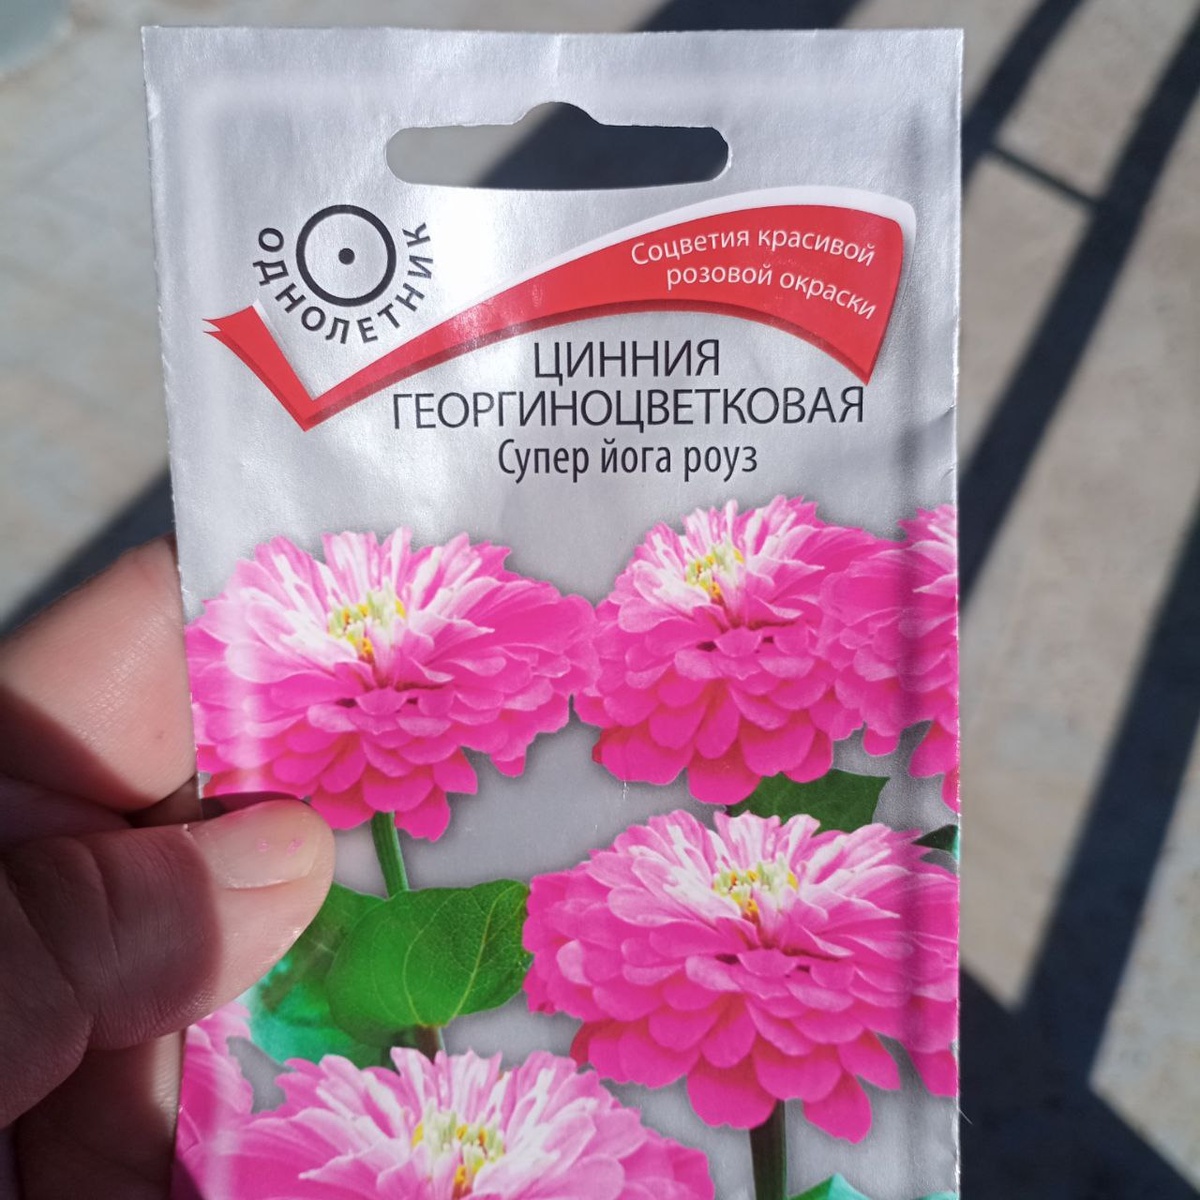 ОДНОЛЕТНИК
Соцветия красивой
розовой окраски
ЦИННИЯ
ГЕОРГИНОЦВЕТКОВАЯ
Супер йога роуз